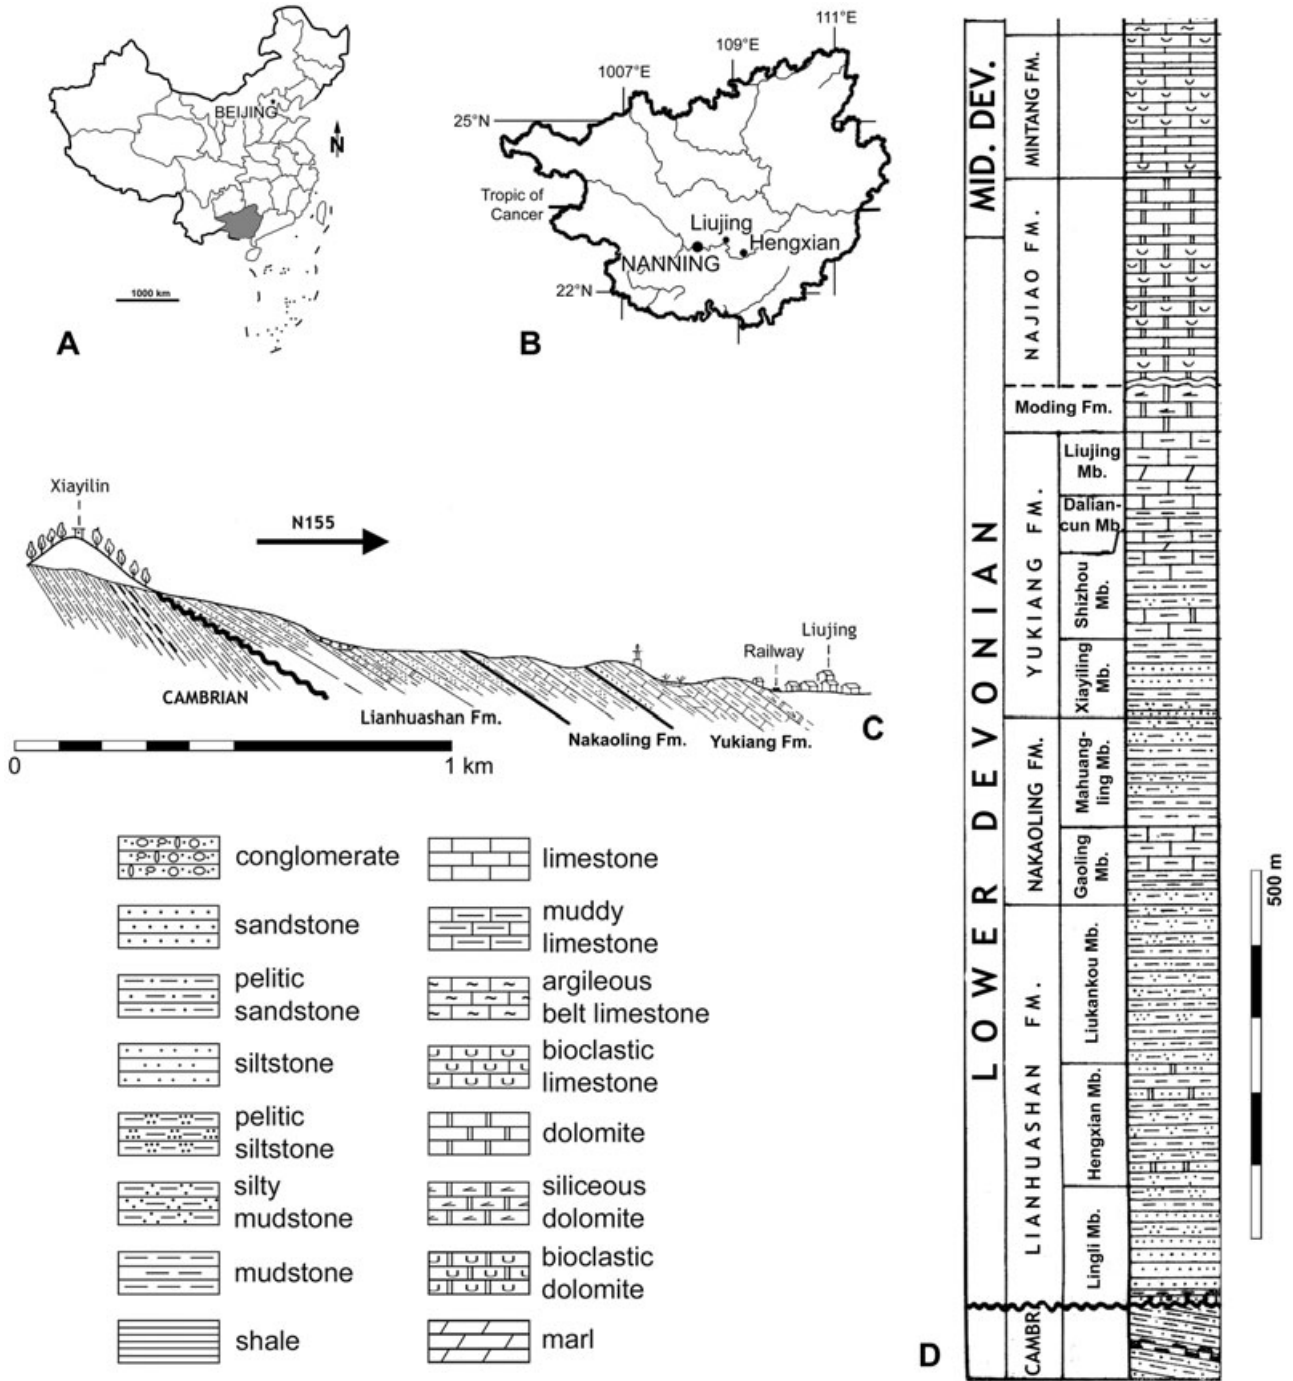 BEIJING
N
1000 km
A
111°E
109°E
1007°E
25°N
Tropic of
Cancer
Liujing
Hengxian
NANNING
22°N
B
Xiayilin
N155
Liujing
Railway
CAMBRIAN
Lianhuashan Fm.
Nakaoling Fm.
Yukiang Fm.
C
0
1 km
conglomerate
sandstone
pelitic
sandstone
siltstone
pelitic
siltstone
silty
mudstone
mudstone
shale
limestone
muddy
limestone
argileous
belt limestone
bioclastic
limestone
dolomite
siliceous
dolomite
bioclastic
dolomite
marl
MID. DEV.
LOWER DEVONIAN
MINTANG FM.
NAJIAO FM.
Moding Fm.
YUKIANG FM.
Liujing
Mb.
Dalian-
cun Mb.
Shizhou
Mb.
Xiayiling
Mb.
NAKAOLING FM.
Mahuang-
ling Mb.
Gaoling
Mb.
LIANHUASHAN FM.
Liukankou Mb.
Hengxian Mb.
Lingli Mb.
CAMBR.
500 m
D